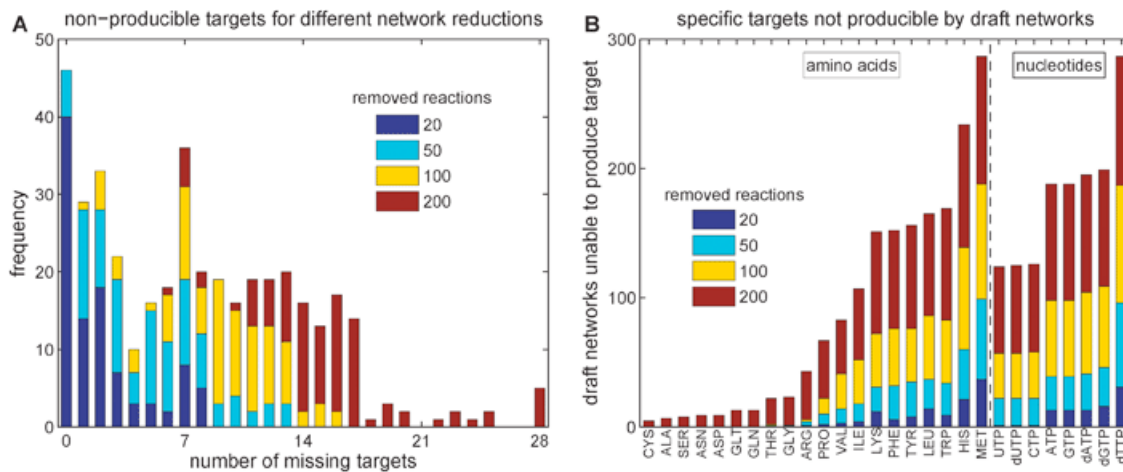 A
non-producible targets for different network reductions
50
40
30
20
10
0
frequency
removed reactions
20
50
100
200
0
7
14
21
28
number of missing targets
B
specific targets not producible by draft networks
300
200
100
0
draft networks unable to produce target
amino acids
nucleotides
removed reactions
20
50
100
200
CYS
ALA
SER
ASN
ASP
GLT
GLN
THR
GLY
ARG
PRO
VAL
ILE
LYS
PHE
TYR
LEU
TRP
HIS
MET
UTP
dUTP
CTP
ATP
GTP
dATP
dGTP
dTTP